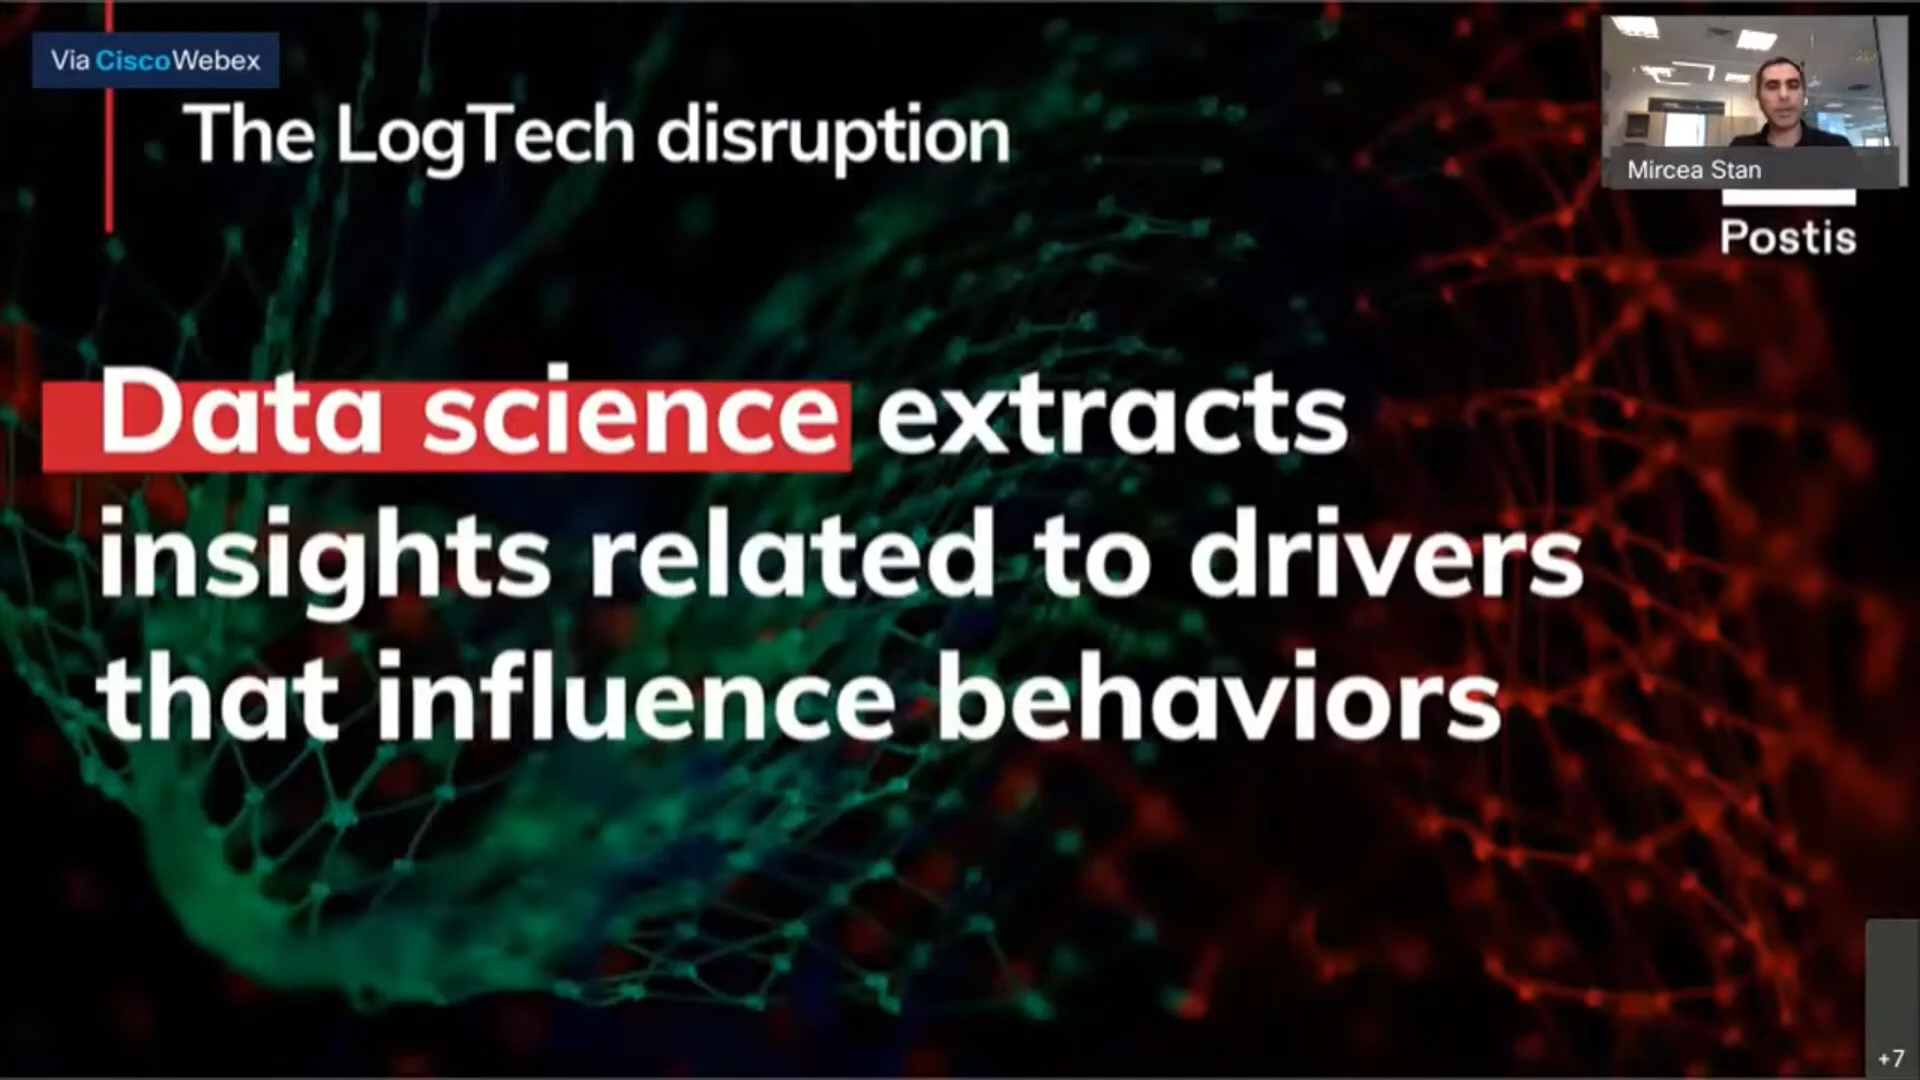 Via CiscoWebex
The LogTech disruption
Mircea Stan
Postis
Data science extracts
insights related to drivers
that influence behaviors
+7